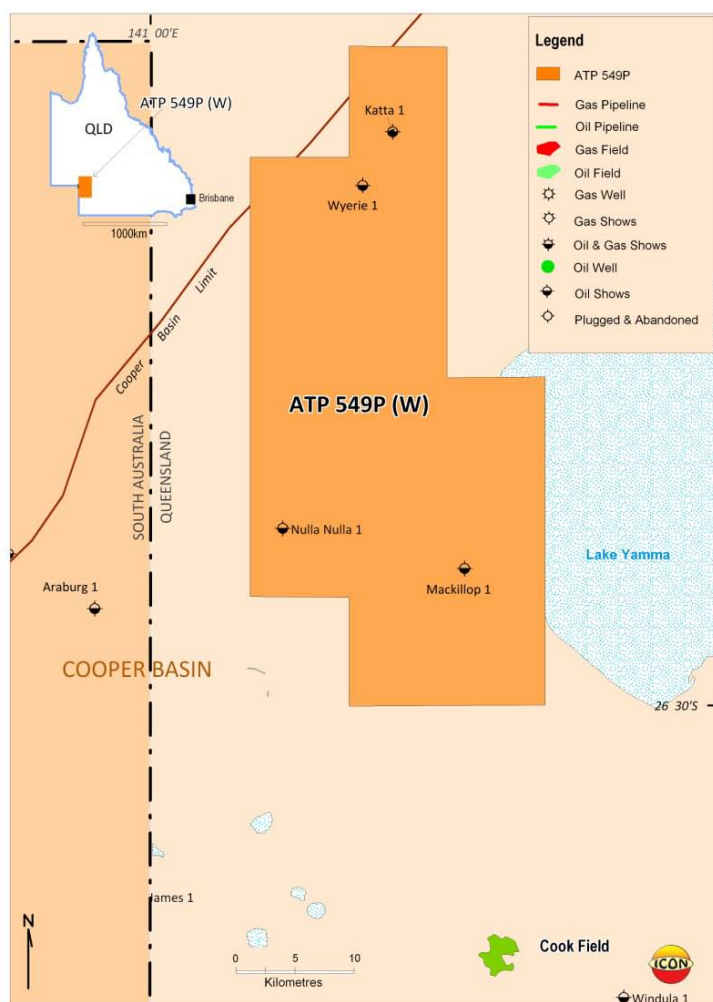 141 00'E
ATP 549P (W)
QLD
Brisbane
1000km
Legend
ATP 549P
Gas Pipeline
Oil Pipeline
Gas Field
Oil Field
Gas Well
Gas Shows
Oil & Gas Shows
Oil Well
Oil Shows
Plugged & Abandoned
Katta 1
Wyerie 1
Cooper Basin Limit
ATP 549P (W)
SOUTH AUSTRALIA
QUEENSLAND
Nulla Nulla 1
Mackillop 1
Lake Yamma
Araburg 1
COOPER BASIN
26 30'S
James 1
N
0 5 10
Kilometres
Cook Field
ICON
Windula 1